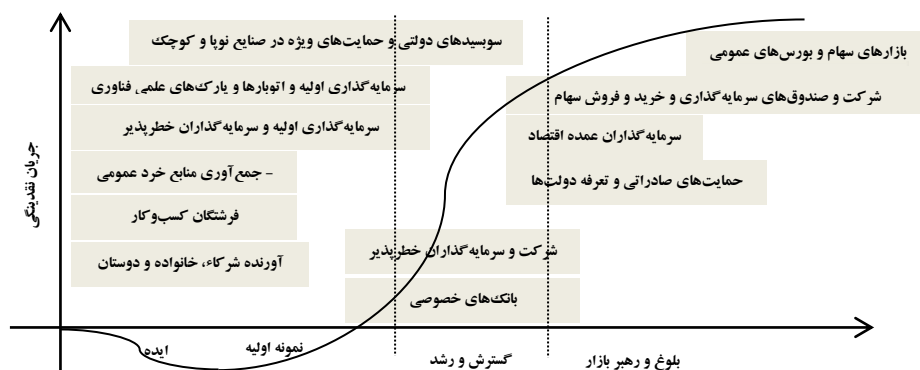 سوبسیدهای دولتی و حمایت‌های ویژه در صنایع نوپا و کوچک
بازارهای سهام و بورس‌های عمومی
سرمایه‌گذاری اولیه و اتوبارها و پارک‌های علمی فناوری
شرکت و صندوق‌های سرمایه‌گذاری و خرید و فروش سهام
سرمایه‌گذاری اولیه و سرمایه‌گذاران خطرپذیر
سرمایه‌گذاران عمده اقتصاد
- جمع‌آوری منابع خرد عمومی
حمایت‌های صادراتی و تعرفه دولت‌ها
فرشتگان کسب‌وکار
شرکت و سرمایه‌گذاران خطرپذیر
آورنده شرکاء، خانواده و دوستان
بانک‌های خصوصی
جریان نقدینگی
ایده
نمونه اولیه
گسترش و رشد
بلوغ و رهبر بازار